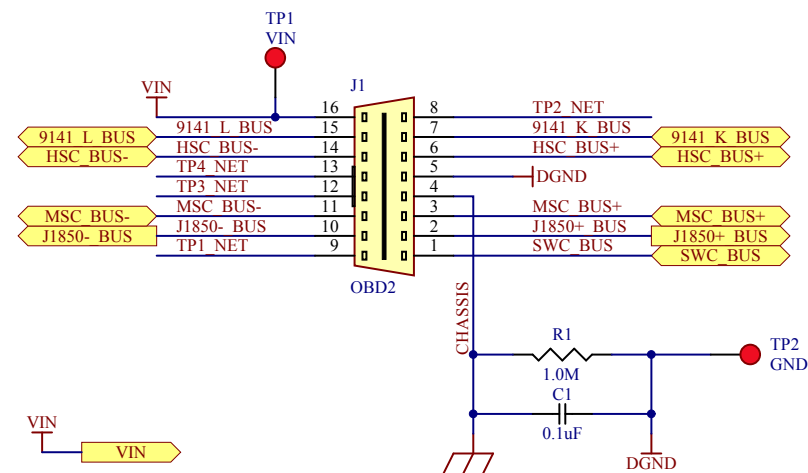 TP1
VIN
VIN
J1
16
8
TP2_NET
9141_L_BUS
9141_L_BUS
15
7
9141_K_BUS
9141_K_BUS
HSC_BUS-
HSC_BUS-
14
6
HSC_BUS+
HSC_BUS+
TP4_NET
13
5
DGND
TP3_NET
12
4
MSC_BUS-
MSC_BUS-
11
3
MSC_BUS+
MSC_BUS+
J1850-_BUS
J1850-_BUS
10
2
J1850+_BUS
J1850+_BUS
TP1_NET
9
1
SWC_BUS
SWC_BUS
OBD2
CHASSIS
R1
1.0M
TP2
GND
C1
0.1uF
DGND
VIN
VIN